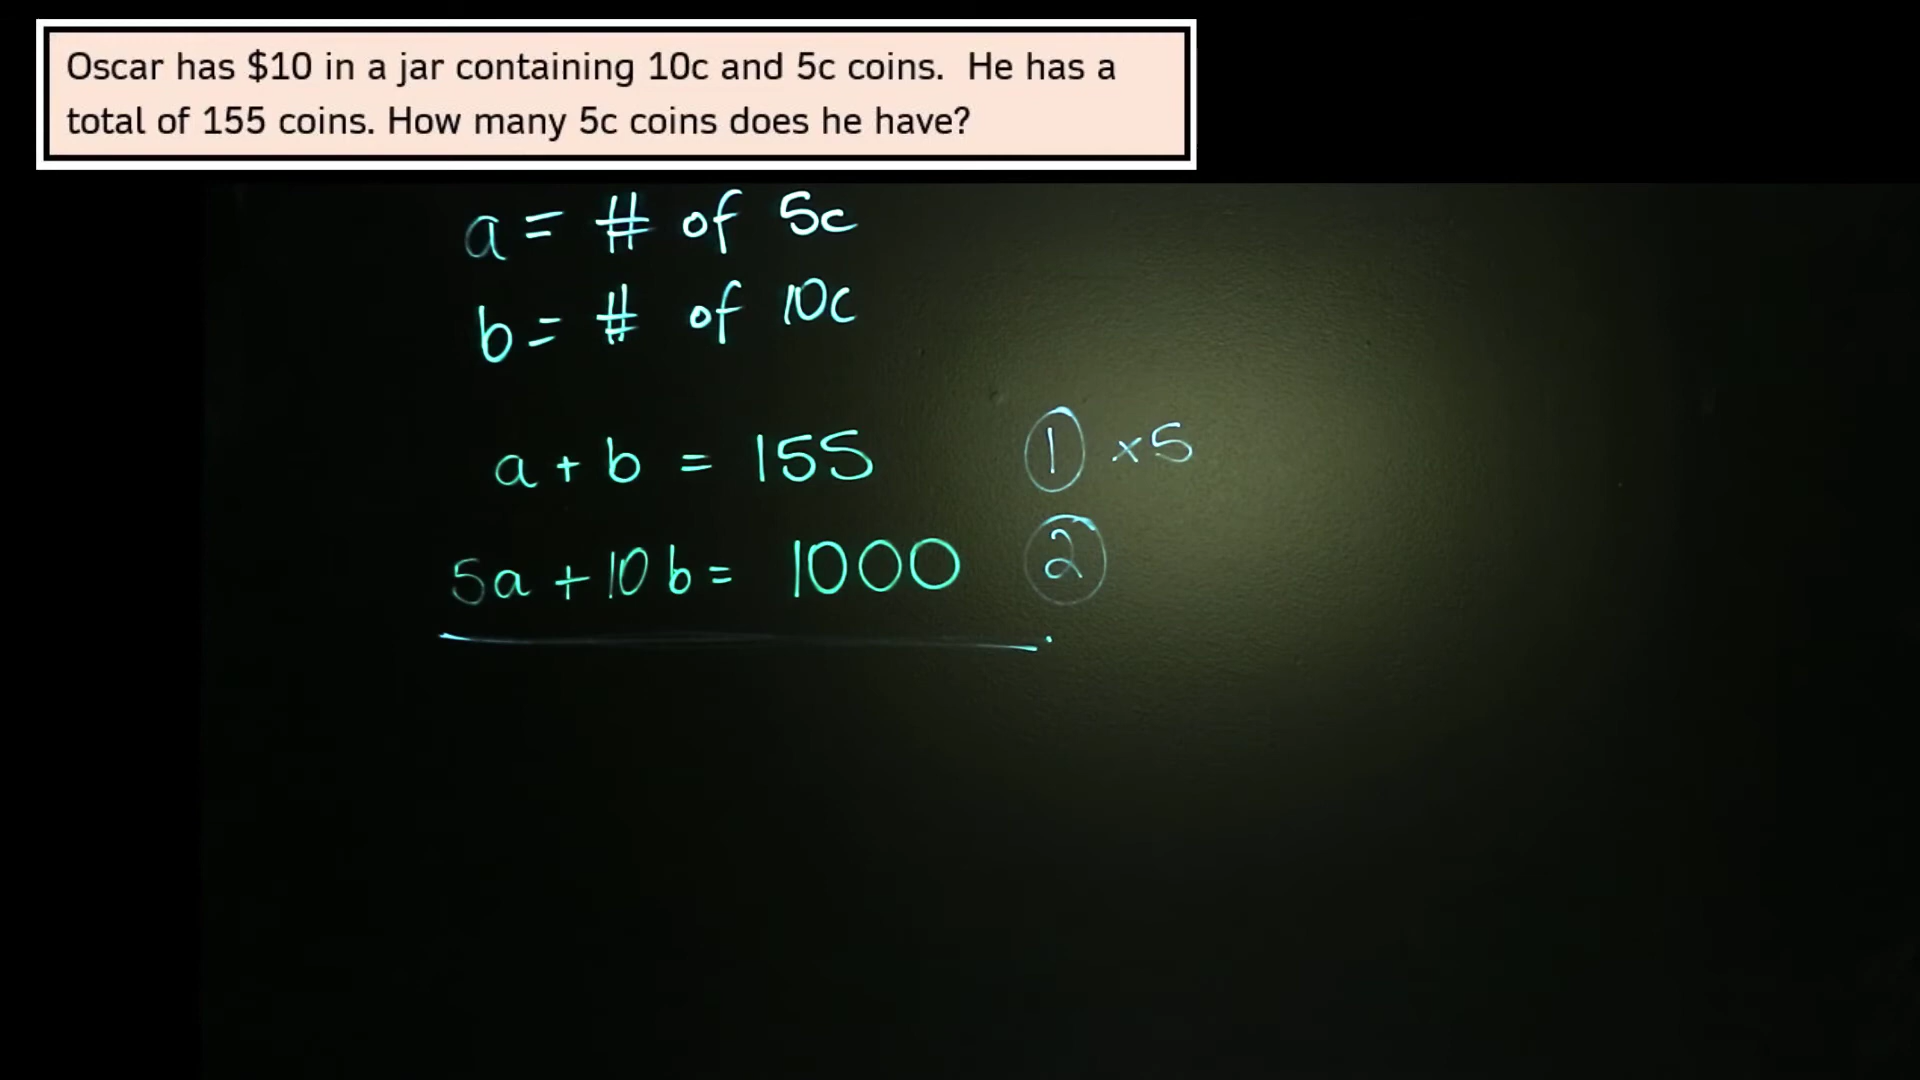 Oscar has $10 in a jar containing 10c and 5c coins. He has a
total of 155 coins. How many 5c coins does he have?
a = # of 5c
b = # of 10c
a + b = 155 ① ×5
5a + 10b = 1000 ②